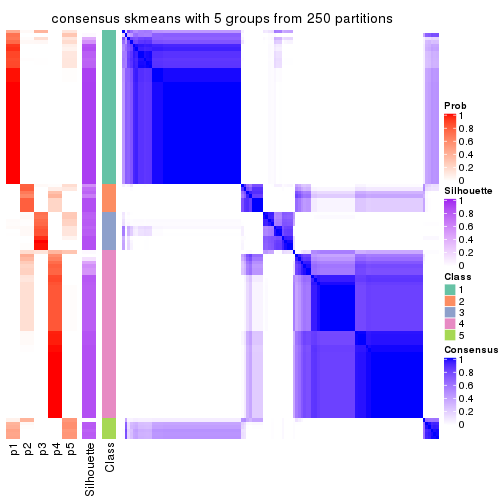 consensus skmeans with 5 groups from 250 partitions
Prob
1
0.8
0.6
0.4
0.2
0
Silhouette
1
0.8
0.6
0.4
0.2
0
Class
1
2
3
4
5
Consensus
1
0.8
0.6
0.4
0.2
0
p1
p2
p3
p4
p5
Silhouette
Class